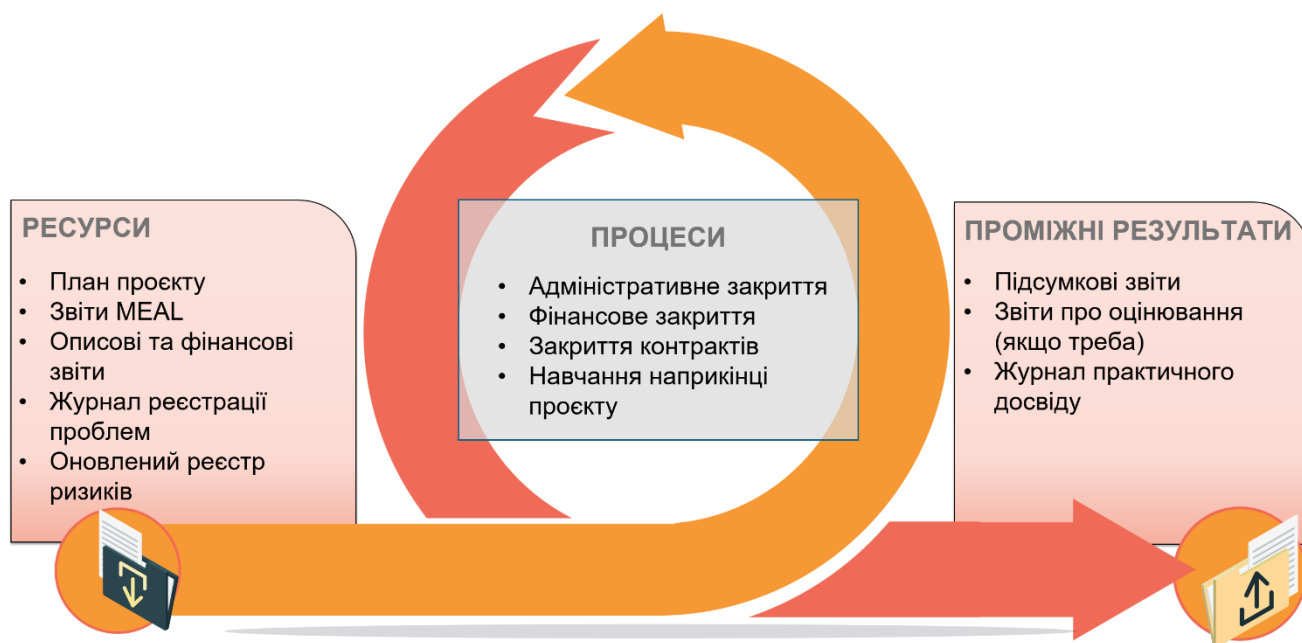 РЕСУРСИ
• План проєкту
• Звіти MEAL
• Описові та фінансові
звіти
• Журнал реєстрації
проблем
• Оновлений реєстр
ризиків
ПРОЦЕСИ
• Адміністративне закриття
• Фінансове закриття
• Закриття контрактів
• Навчання наприкінці
проєкту
ПРОМІЖНІ РЕЗУЛЬТАТИ
• Підсумкові звіти
• Звіти про оцінювання
(якщо треба)
• Журнал практичного
досвіду